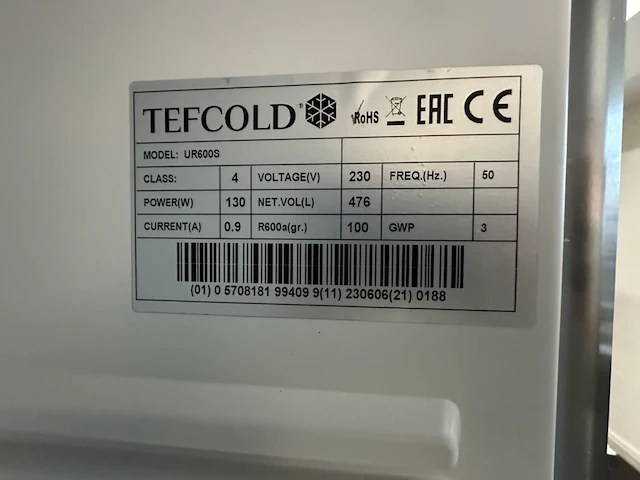 TEFCOLD® RoHS EAC CE
MODEL: UR600S
CLASS: 4 VOLTAGE(V) 230 FREQ.(Hz.) 50
POWER(W) 130 NET.VOL(L) 476
CURRENT(A) 0.9 R600a(gr.) 100 GWP 3
(01) 0 5708181 99409 9(11) 230606(21) 0188